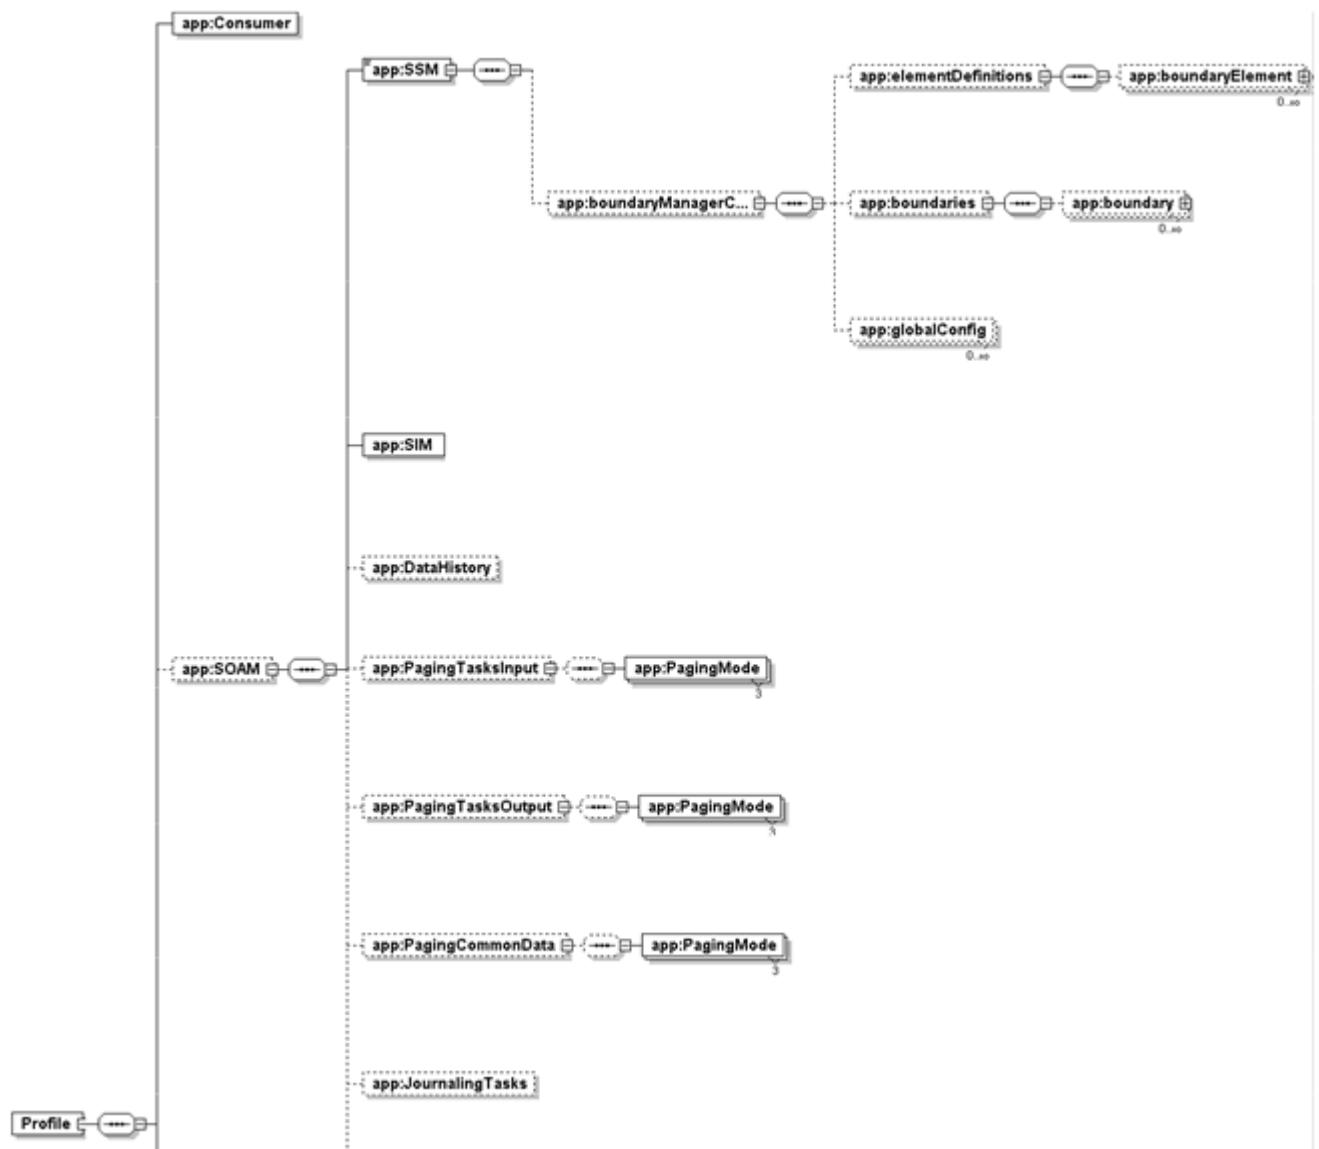 app:Consumer
app:SSM
app:elementDefinitions
app:boundaryElement
0..∞
app:boundaryManagerC...
app:boundaries
app:boundary
0..∞
app:globalConfig
0..∞
app:SIM
app:DataHistory
app:SOAM
app:PagingTasksInput
app:PagingMode
3
app:PagingTasksOutput
app:PagingMode
3
app:PagingCommonData
app:PagingMode
3
app:JournalingTasks
Profile